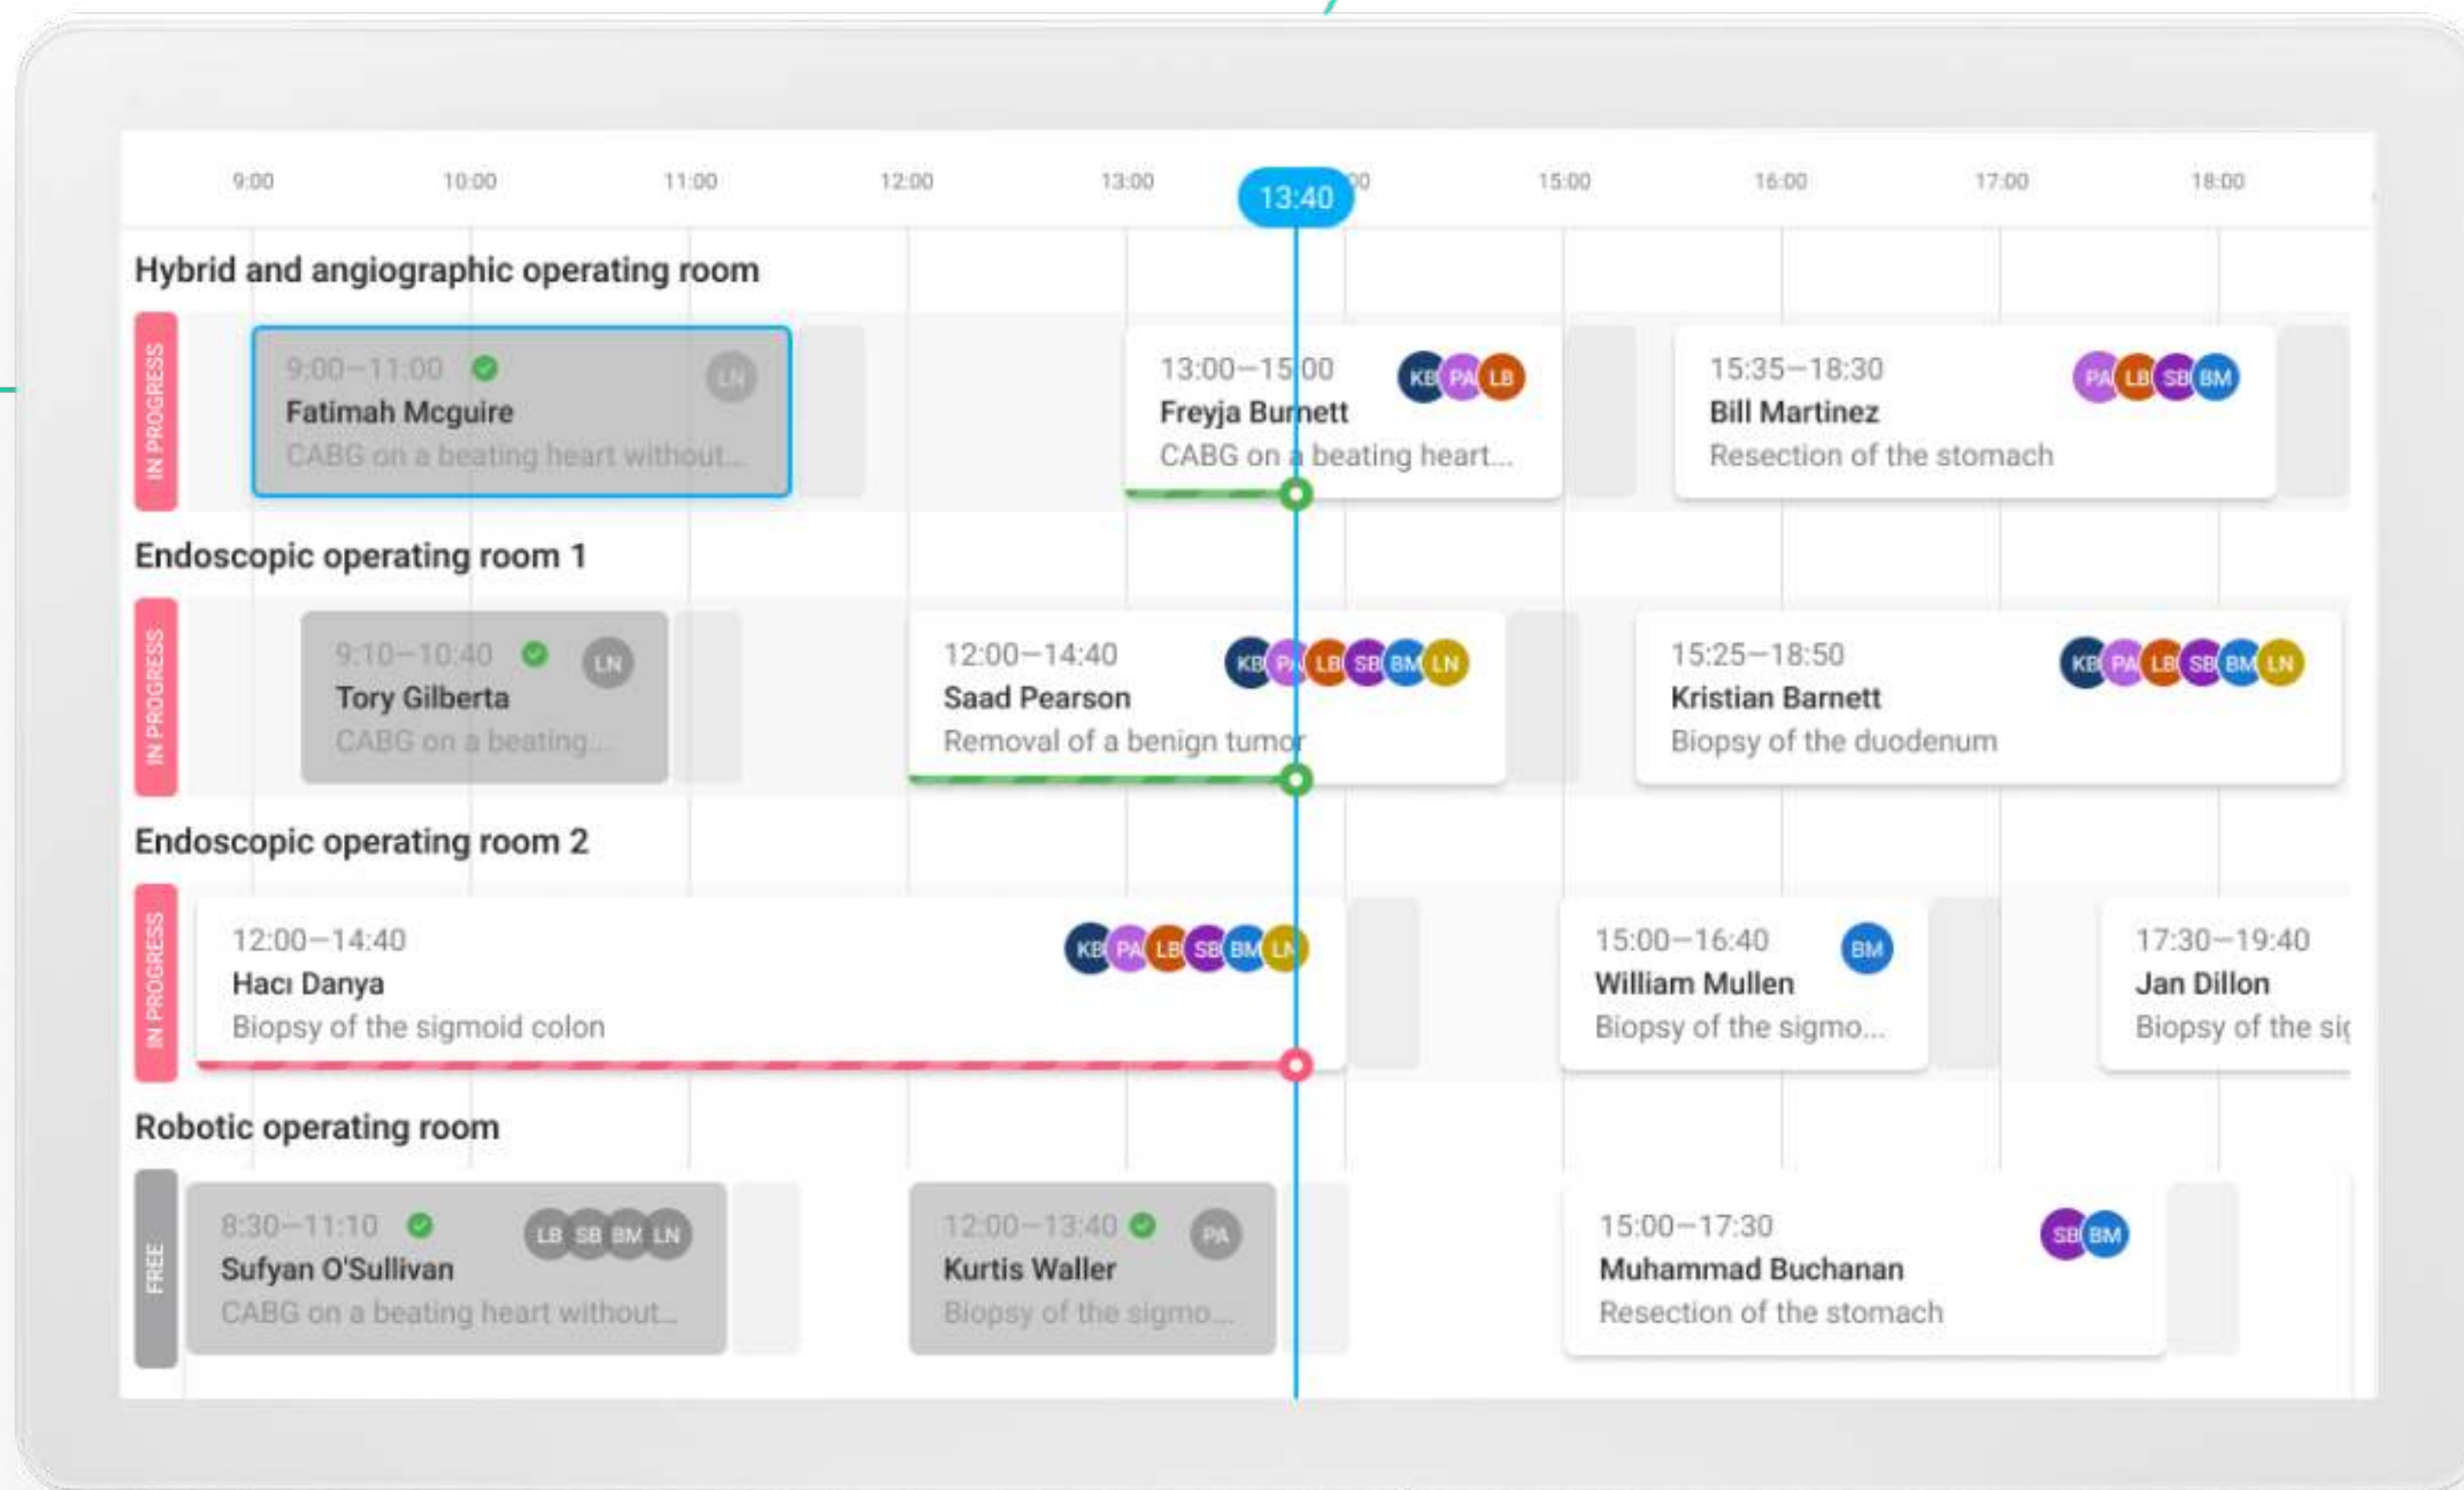 9:00 10:00 11:00 12:00 13:00 13:40 00 15:00 16:00 17:00 18:00
Hybrid and angiographic operating room
IN PROGRESS
9:00—11:00 LN
Fatimah Mcguire
CABG on a beating heart without...
13:00—15:00 KB PA LB
Freyja Burnett
CABG on a beating heart...
15:35—18:30 PA LB SB BM
Bill Martinez
Resection of the stomach
Endoscopic operating room 1
IN PROGRESS
9:10—10:40 LN
Tory Gilberta
CABG on a beating...
12:00—14:40 KB PA LB SB BM LN
Saad Pearson
Removal of a benign tumor
15:25—18:50 KB PA LB SB BM LN
Kristian Barnett
Biopsy of the duodenum
Endoscopic operating room 2
IN PROGRESS
12:00—14:40 KB PA LB SB BM LN
Hacı Danya
Biopsy of the sigmoid colon
15:00—16:40 BM
William Mullen
Biopsy of the sigmo...
17:30—19:40
Jan Dillon
Biopsy of the sig
Robotic operating room
FREE
8:30—11:10 LB SB BM LN
Sufyan O'Sullivan
CABG on a beating heart without...
12:00—13:40 PA
Kurtis Waller
Biopsy of the sigmo...
15:00—17:30 SB BM
Muhammad Buchanan
Resection of the stomach